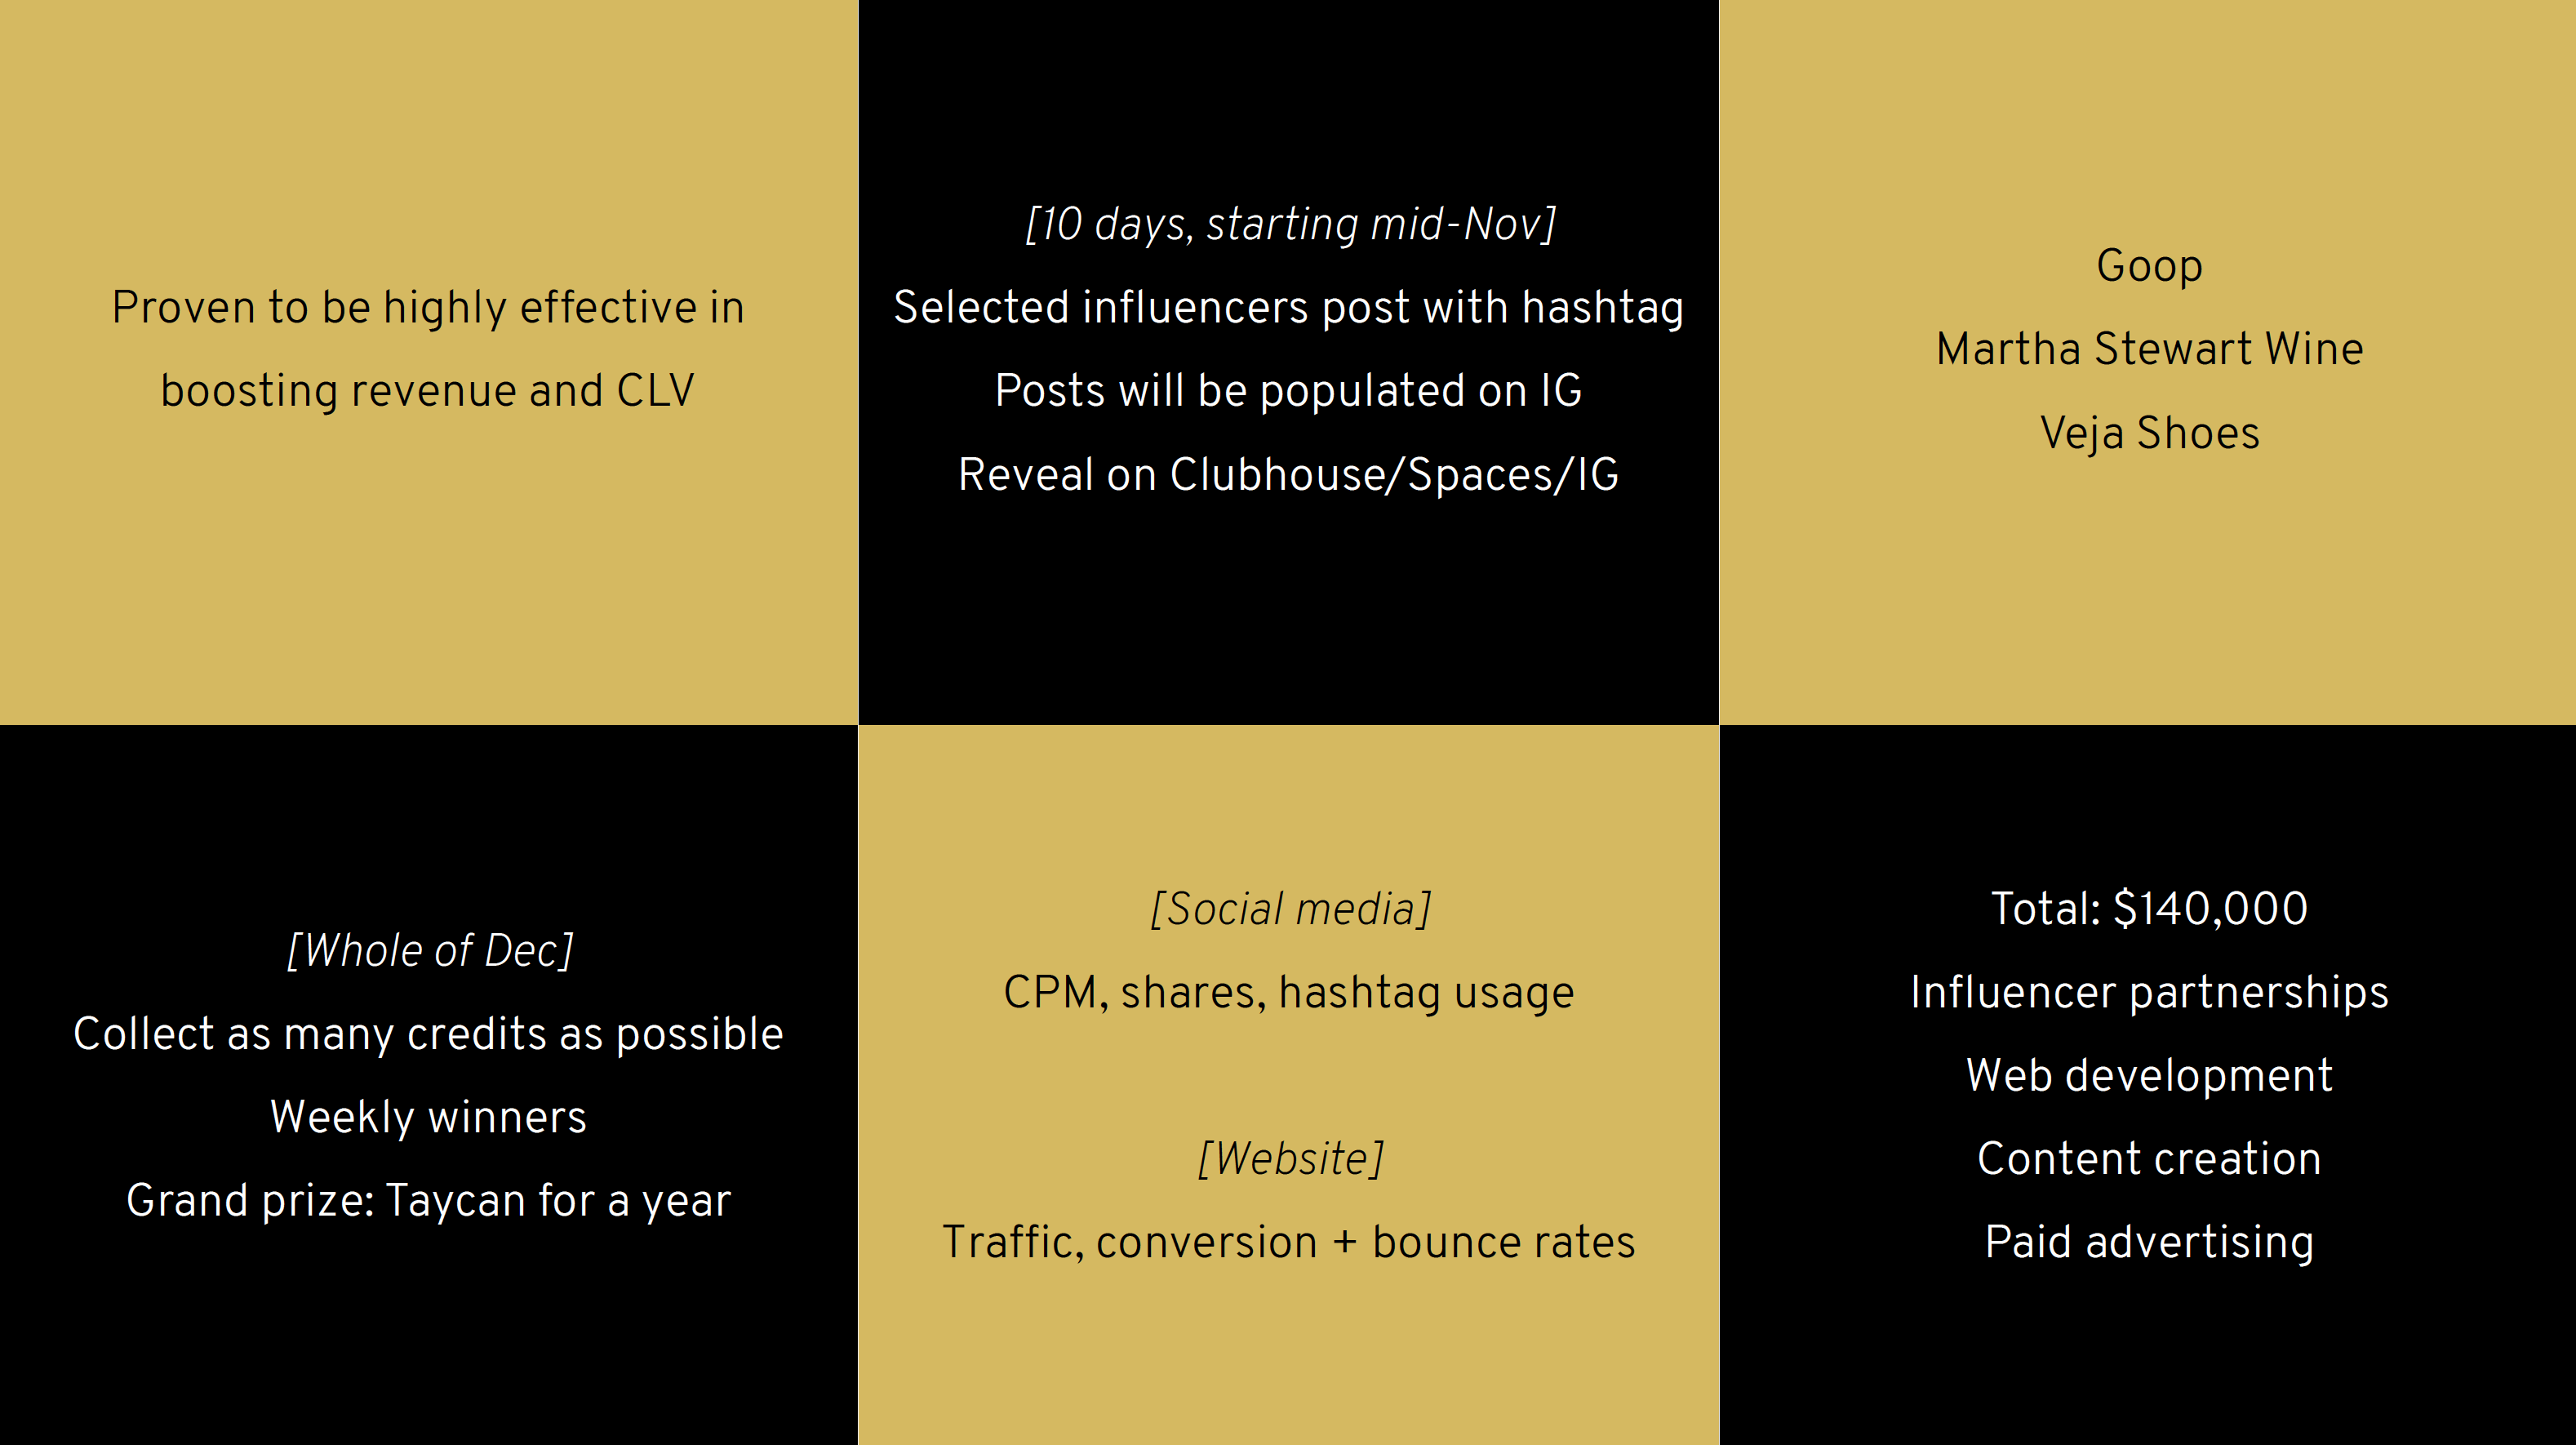 Proven to be highly effective in
boosting revenue and CLV
[10 days, starting mid-Nov]
Selected influencers post with hashtag
Posts will be populated on IG
Reveal on Clubhouse/Spaces/IG
Goop
Martha Stewart Wine
Veja Shoes
[Whole of Dec]
Collect as many credits as possible
Weekly winners
Grand prize: Taycan for a year
[Social media]
CPM, shares, hashtag usage
[Website]
Traffic, conversion + bounce rates
Total: $140,000
Influencer partnerships
Web development
Content creation
Paid advertising